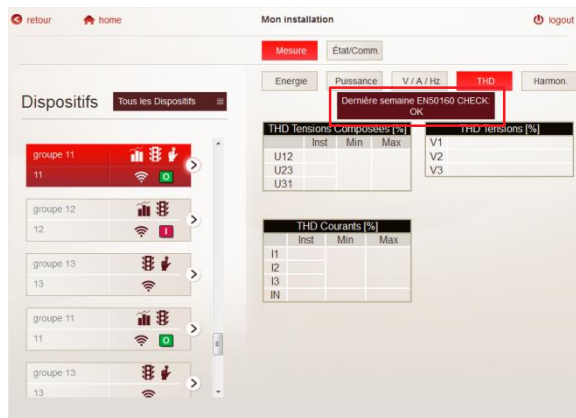 retour
home
Mon installation
logout
Mesure
État/Comm.
Energie
Puissance
V / A / Hz
THD
Harmon.
Dispositifs
Tous les Dispositifs
Dernière semaine EN50160 CHECK:
OK
groupe 11
11
O
groupe 12
12
I
groupe 13
13
groupe 11
11
O
groupe 13
13
THD Tensions Composées [%]
Inst Min Max
U12
U23
U31
THD Tensions [%]
V1
V2
V3
THD Courants [%]
Inst Min Max
I1
I2
I3
IN